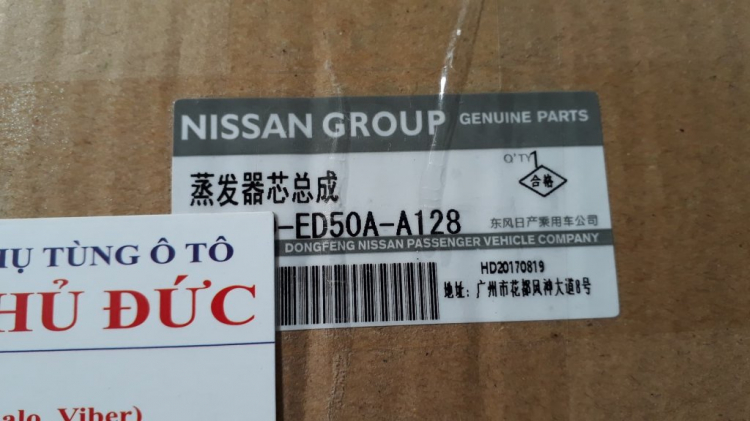 NISSAN GROUP GENUINE PARTS
Q'TY 1
蒸发器芯总成
合格
-ED50A-A128
东风日产乘用车公司
DONGFENG NISSAN PASSENGER VEHICLE COMPANY
HD20170819
地址: 广州市花都风神大道8号
Ụ TÙNG Ô TÔ
HỦ ĐỨC
alo, Viber)